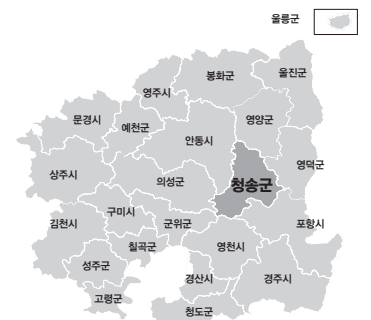 울릉군
봉화군
울진군
영주시
문경시
예천군
영양군
안동시
영덕군
상주시
의성군
청송군
김천시
구미시
군위군
포항시
칠곡군
영천시
성주군
경산시
경주시
고령군
청도군